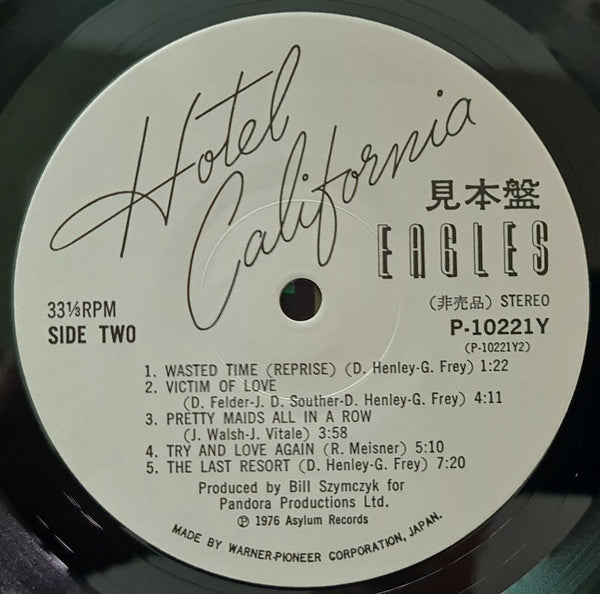 Hotel
California
見本盤
EAGLES
33⅓RPM
SIDE TWO
(非売品) STEREO
P-10221Y
(P-10221Y2)
1. WASTED TIME (REPRISE) (D. Henley-G. Frey) 1:22
2. VICTIM OF LOVE
(D. Felder-J. D. Souther-D. Henley-G. Frey) 4:11
3. PRETTY MAIDS ALL IN A ROW
(J. Walsh-J. Vitale) 3:58
4. TRY AND LOVE AGAIN (R. Meisner) 5:10
5. THE LAST RESORT (D. Henley-G. Frey) 7:20
Produced by Bill Szymczyk for
Pandora Productions Ltd.
℗ 1976 Asylum Records
MADE BY WARNER-PIONEER CORPORATION, JAPAN.